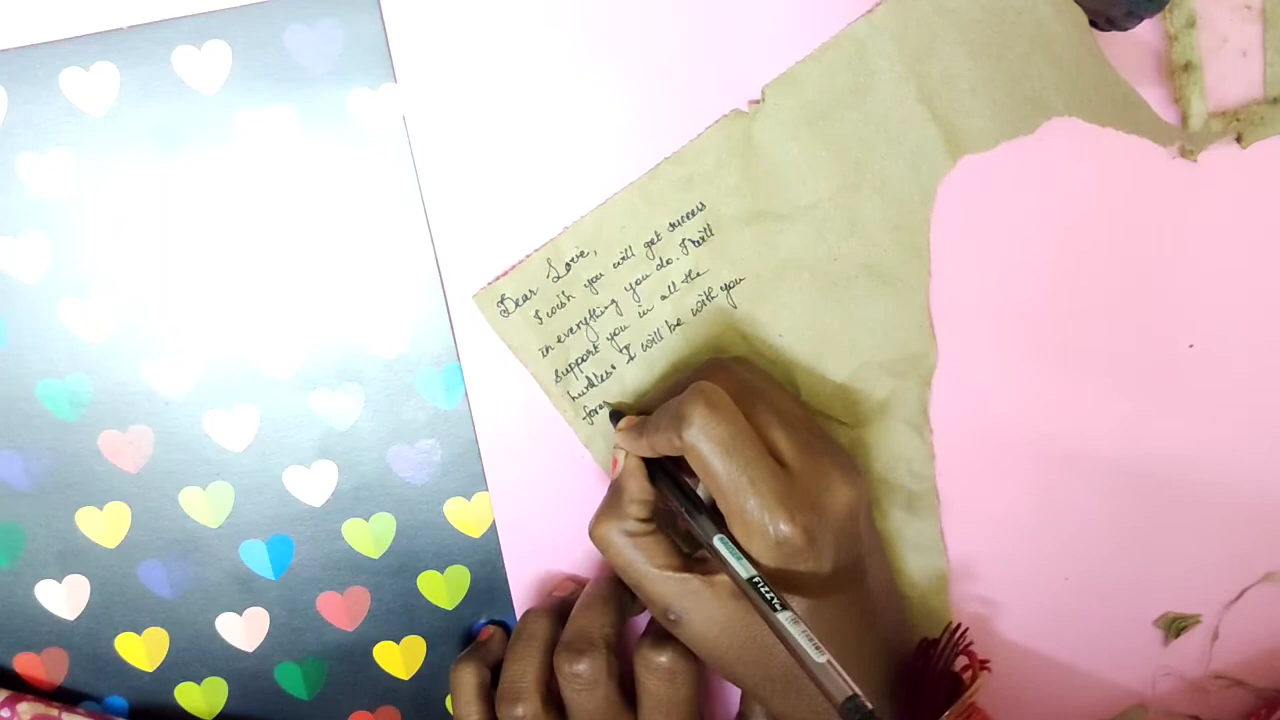 Dear Love,
I wish you will get success
in everything you do. I will
support you in all the
hurdles. I will be with you
FIZZY